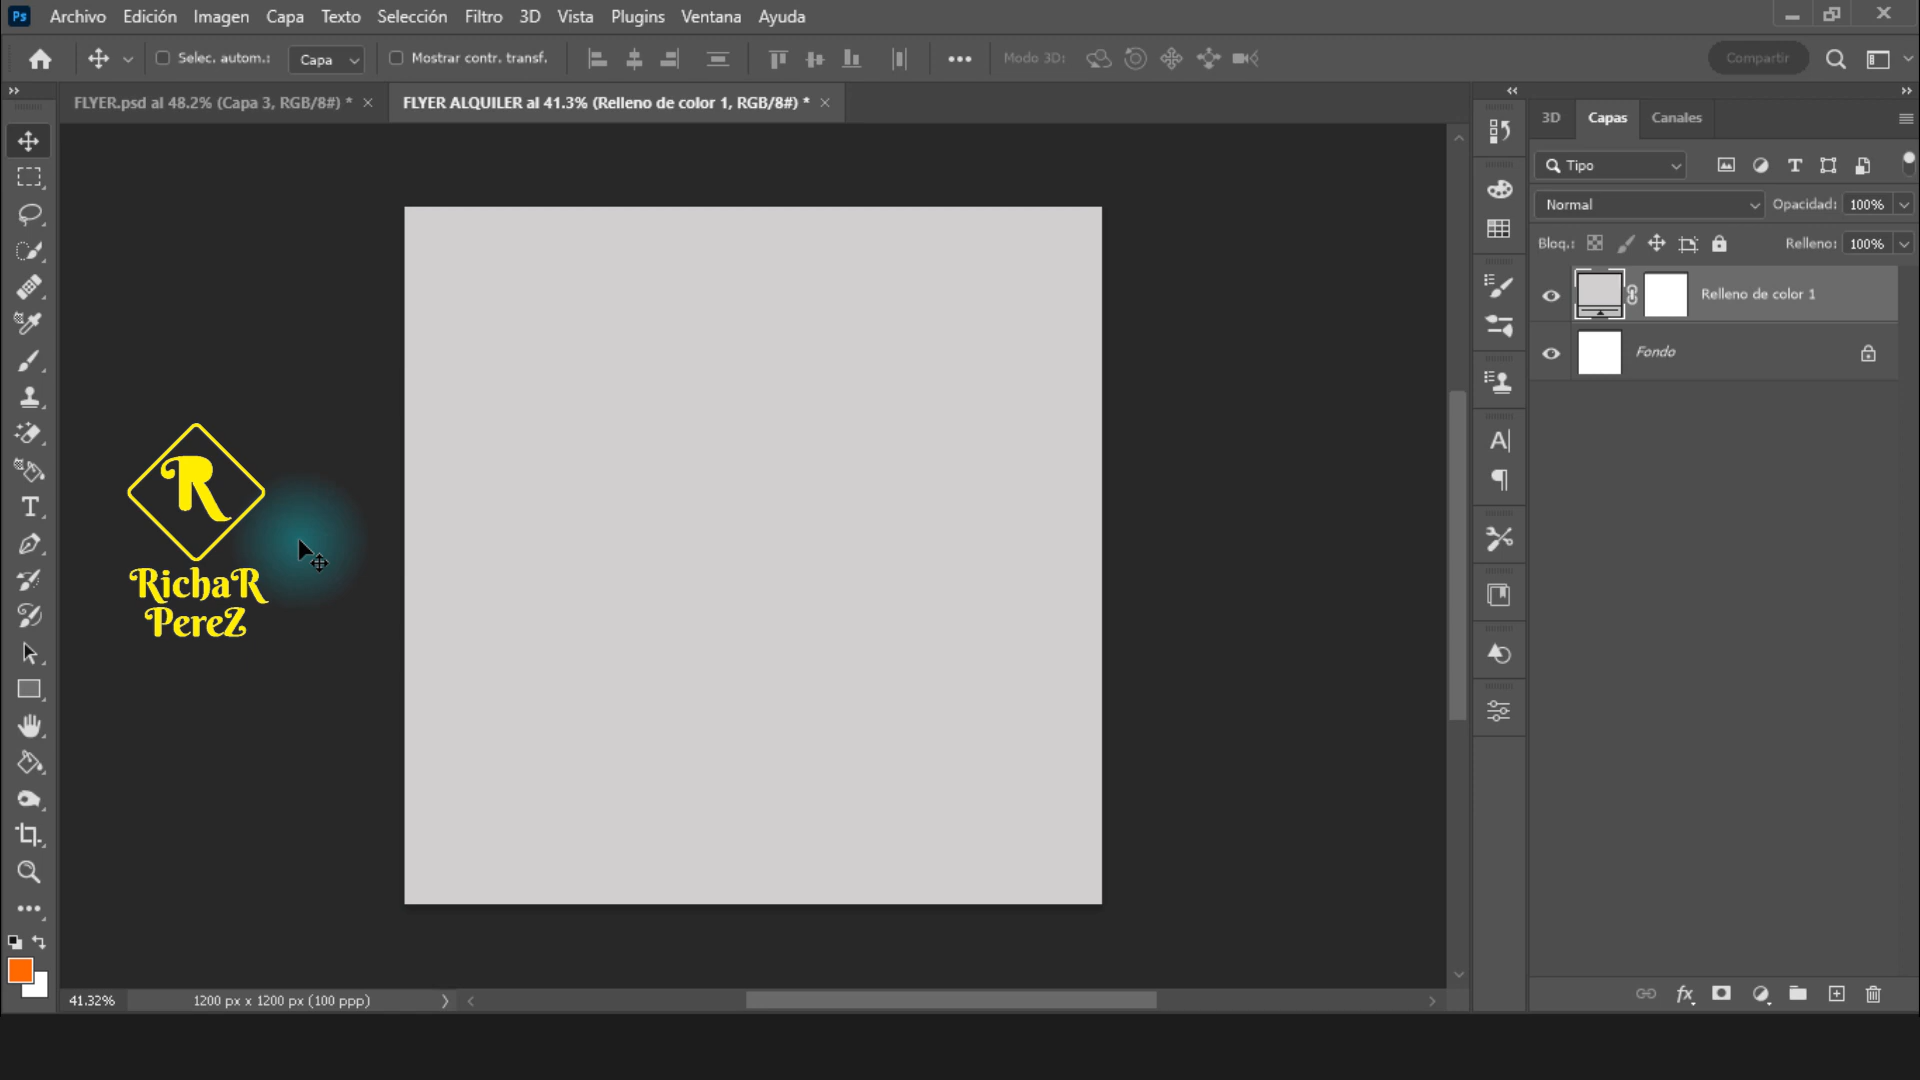 Ps Archivo Edición Imagen Capa Texto Selección Filtro 3D Vista Plugins Ventana Ayuda
Selec. autom.: Capa Mostrar contr. transf. Modo 3D: Compartir
FLYER.psd al 48.2% (Capa 3, RGB/8#) * FLYER ALQUILER al 41.3% (Relleno de color 1, RGB/8#) *
3D Capas Canales
Tipo
Normal Opacidad: 100%
Bloq.: Relleno: 100%
Relleno de color 1
Fondo
R
RichaR
PereZ
41.32% 1200 px x 1200 px (100 ppp)